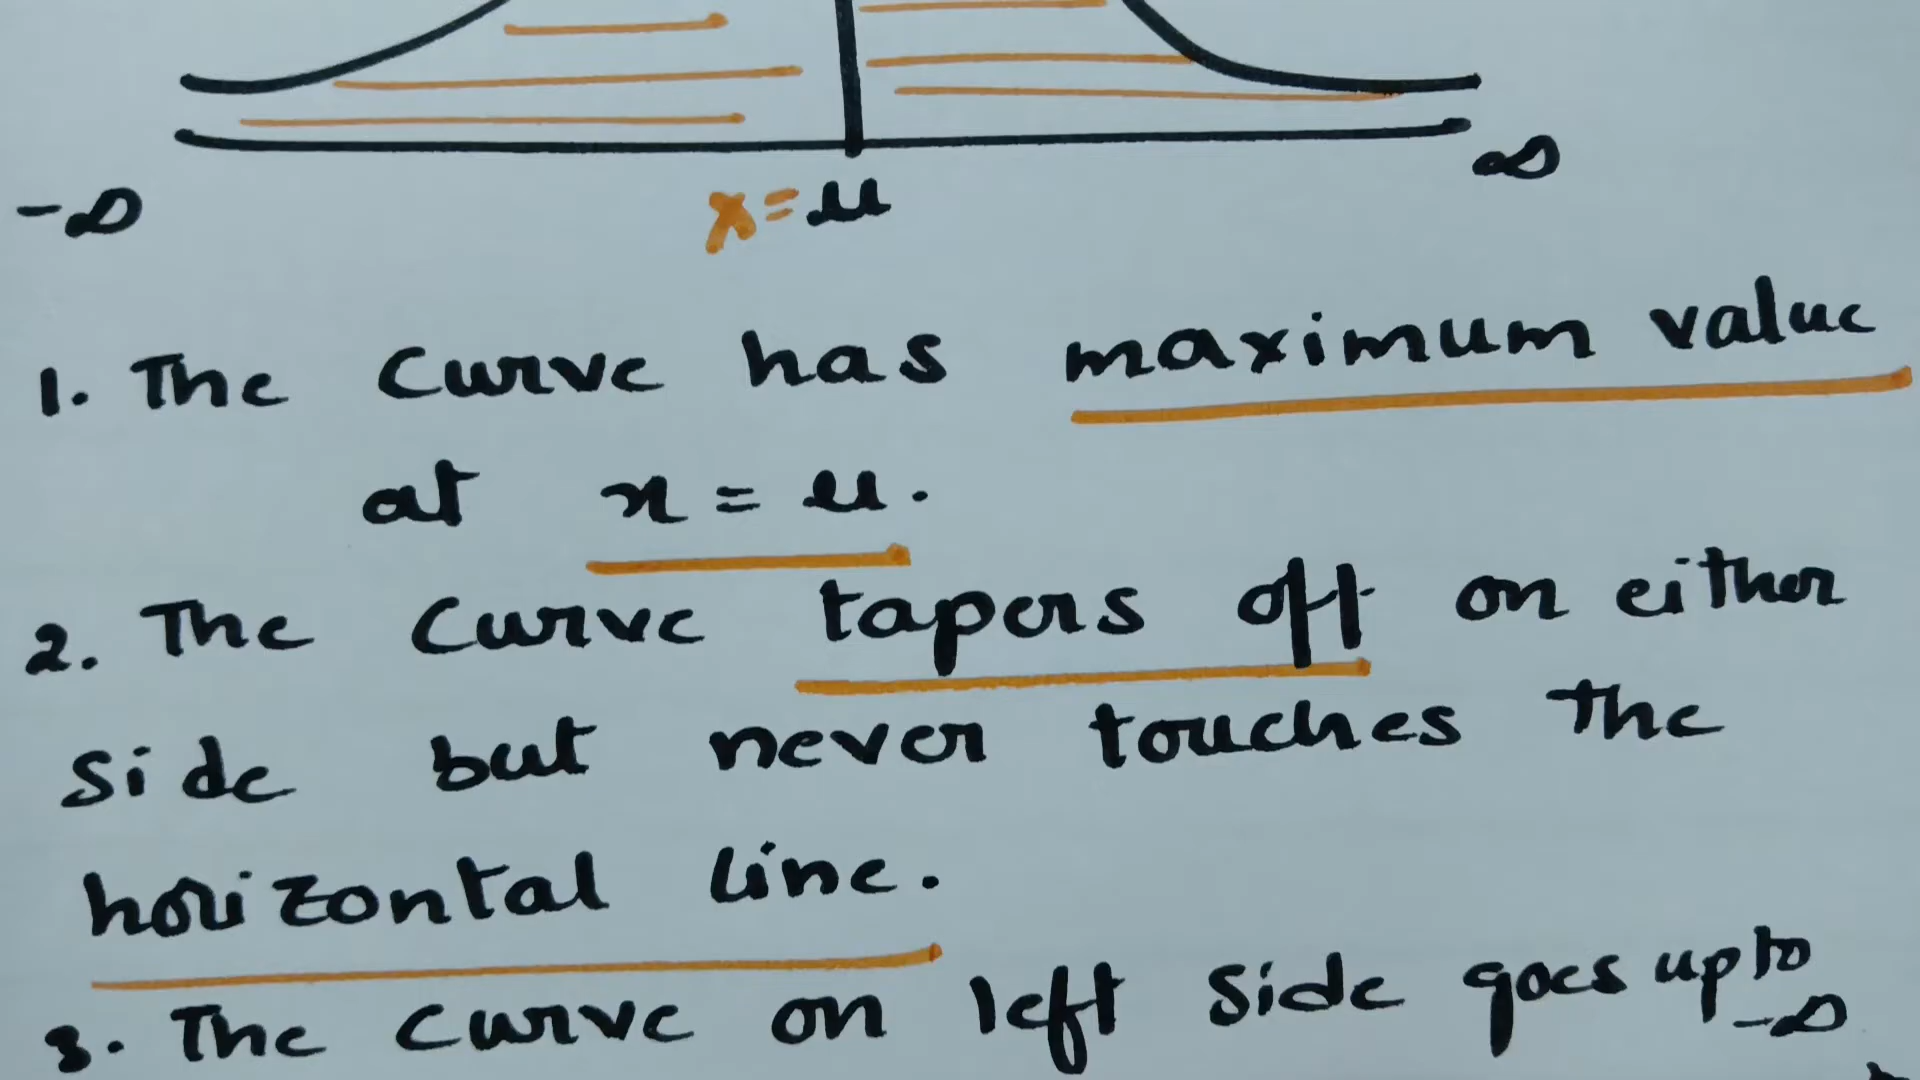 -∞ x=μ ∞
1. The curve has maximum value
at x = μ.
2. The curve tapers off on either
side but never touches the
horizontal line.
3. The curve on left side goes upto
-∞